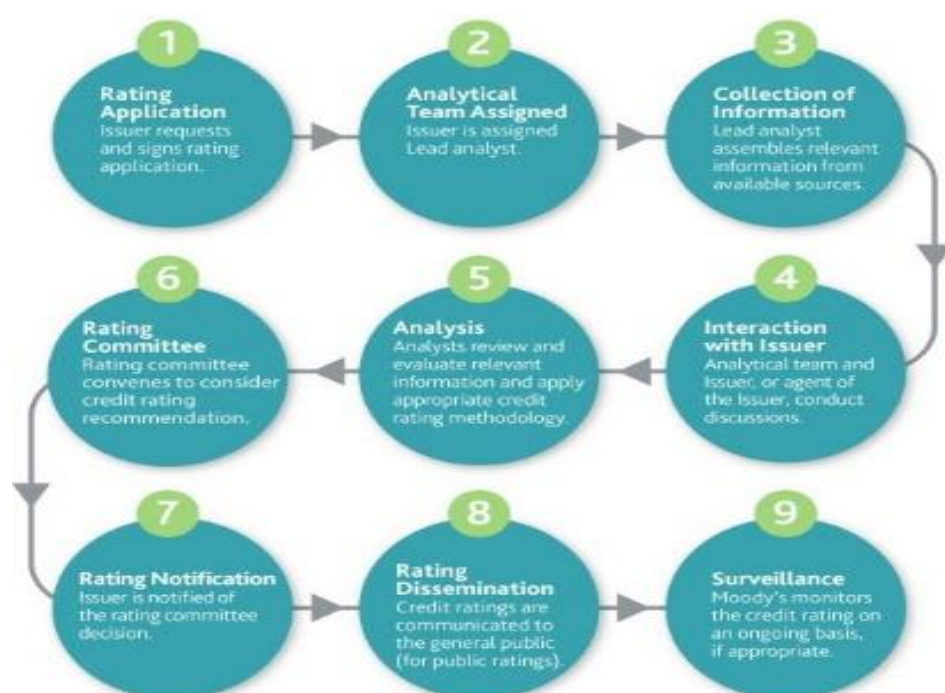 1
Rating
Application
Issuer requests
and signs rating
application.
2
Analytical
Team Assigned
Issuer is assigned
Lead analyst.
3
Collection of
Information
Lead analyst
assembles relevant
information from
available sources.
4
Interaction
with Issuer
Analytical team and
Issuer, or agent of
the Issuer, conduct
discussions.
5
Analysis
Analysts review and
evaluate relevant
information and apply
appropriate credit
rating methodology.
6
Rating
Committee
Rating committee
convenes to consider
credit rating
recommendation.
7
Rating Notification
Issuer is notified of
the rating committee
decision.
8
Rating
Dissemination
Credit ratings are
communicated to
the general public
(for public ratings).
9
Surveillance
Moody's monitors
the credit rating on
an ongoing basis,
if appropriate.